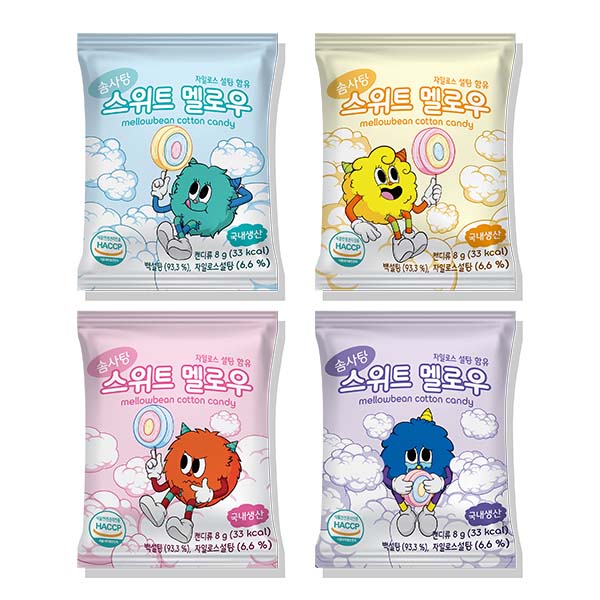 솜사탕
자일로스 설탕 함유
스위트 멜로우
mellowbean cotton candy
국내생산
HACCP
캔디류 8 g (33 kcal)
백설탕 (93,3 %), 자일로스설탕 (6,6 %)
솜사탕
자일로스 설탕 함유
스위트 멜로우
mellowbean cotton candy
국내생산
HACCP
캔디류 8 g (33 kcal)
백설탕 (93,3 %), 자일로스설탕 (6,6 %)
솜사탕
자일로스 설탕 함유
스위트 멜로우
mellowbean cotton candy
국내생산
HACCP
캔디류 8 g (33 kcal)
백설탕 (93,3 %), 자일로스설탕 (6,6 %)
솜사탕
자일로스 설탕 함유
스위트 멜로우
mellowbean cotton candy
국내생산
HACCP
캔디류 8 g (33 kcal)
백설탕 (93,3 %), 자일로스설탕 (6,6 %)